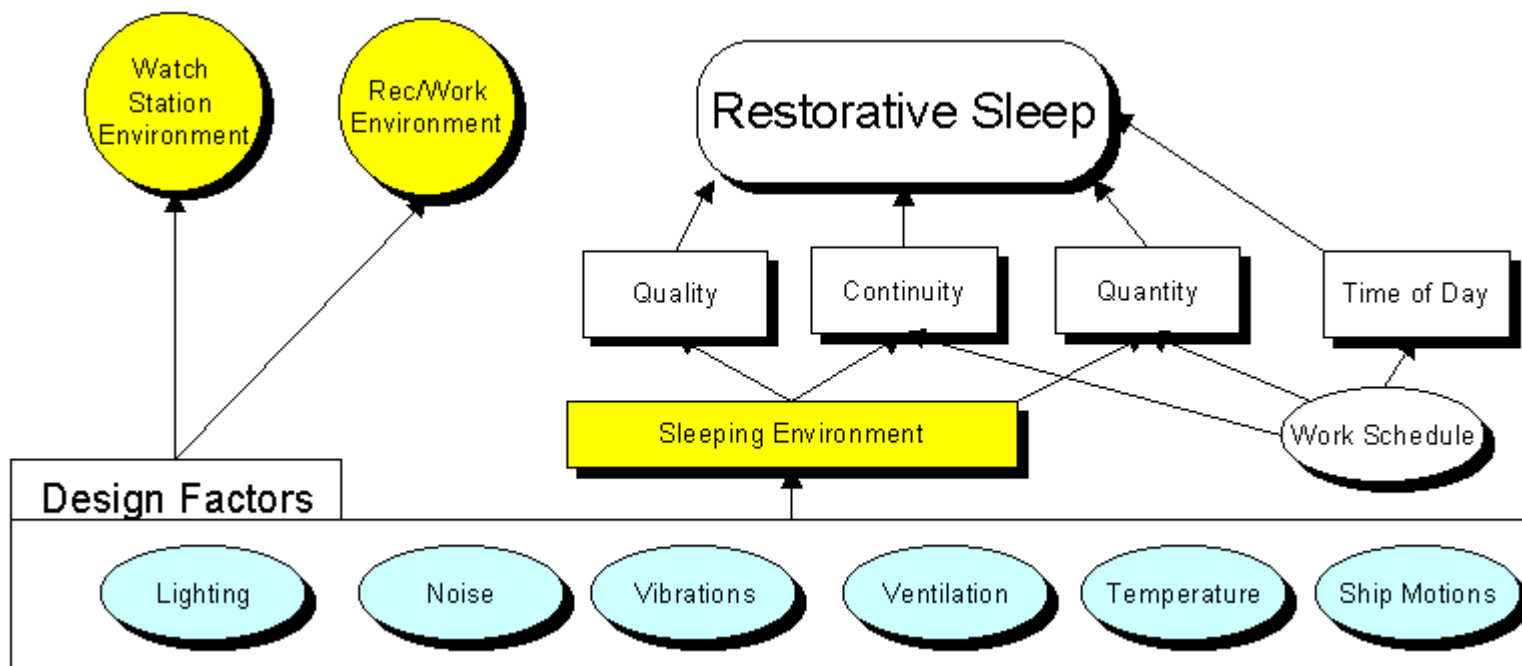 Watch
Station
Environment
Rec/Work
Environment
Restorative Sleep
Quality
Continuity
Quantity
Time of Day
Sleeping Environment
Work Schedule
Design Factors
Lighting
Noise
Vibrations
Ventilation
Temperature
Ship Motions